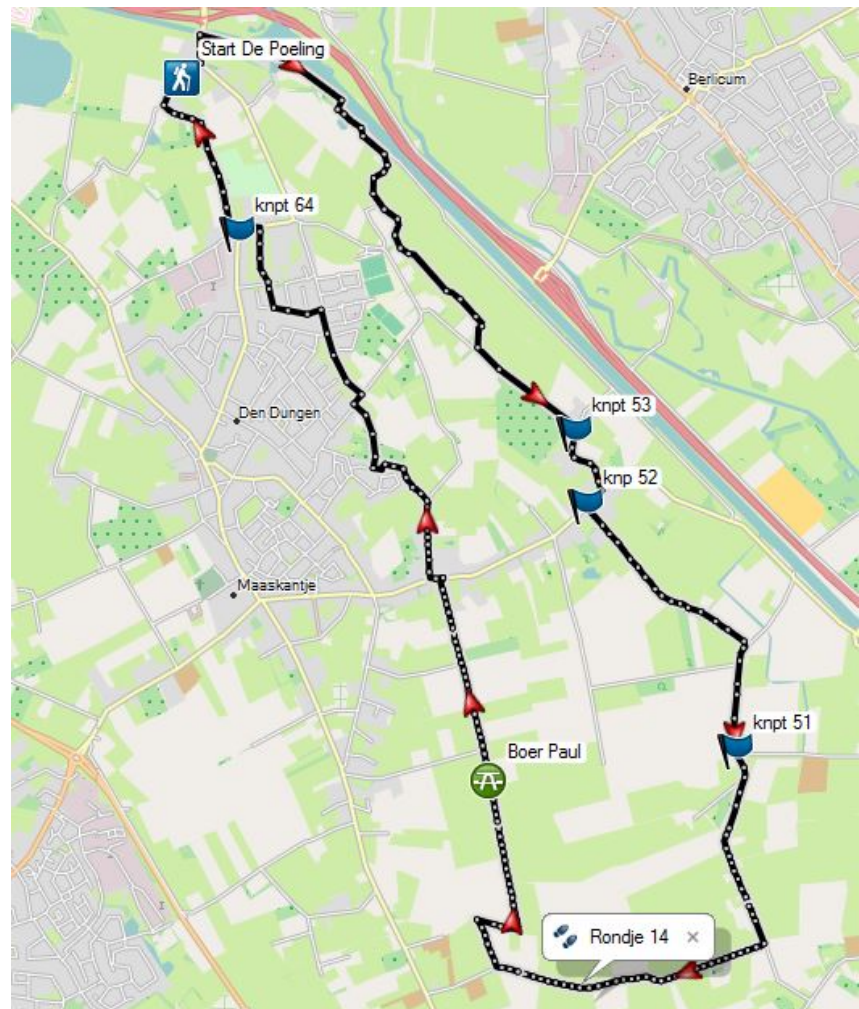 Start De Poeling
Berlicum
knpt 64
knpt 53
Den Dungen
knp 52
Maaskantje
knpt 51
Boer Paul
Rondje 14 ×